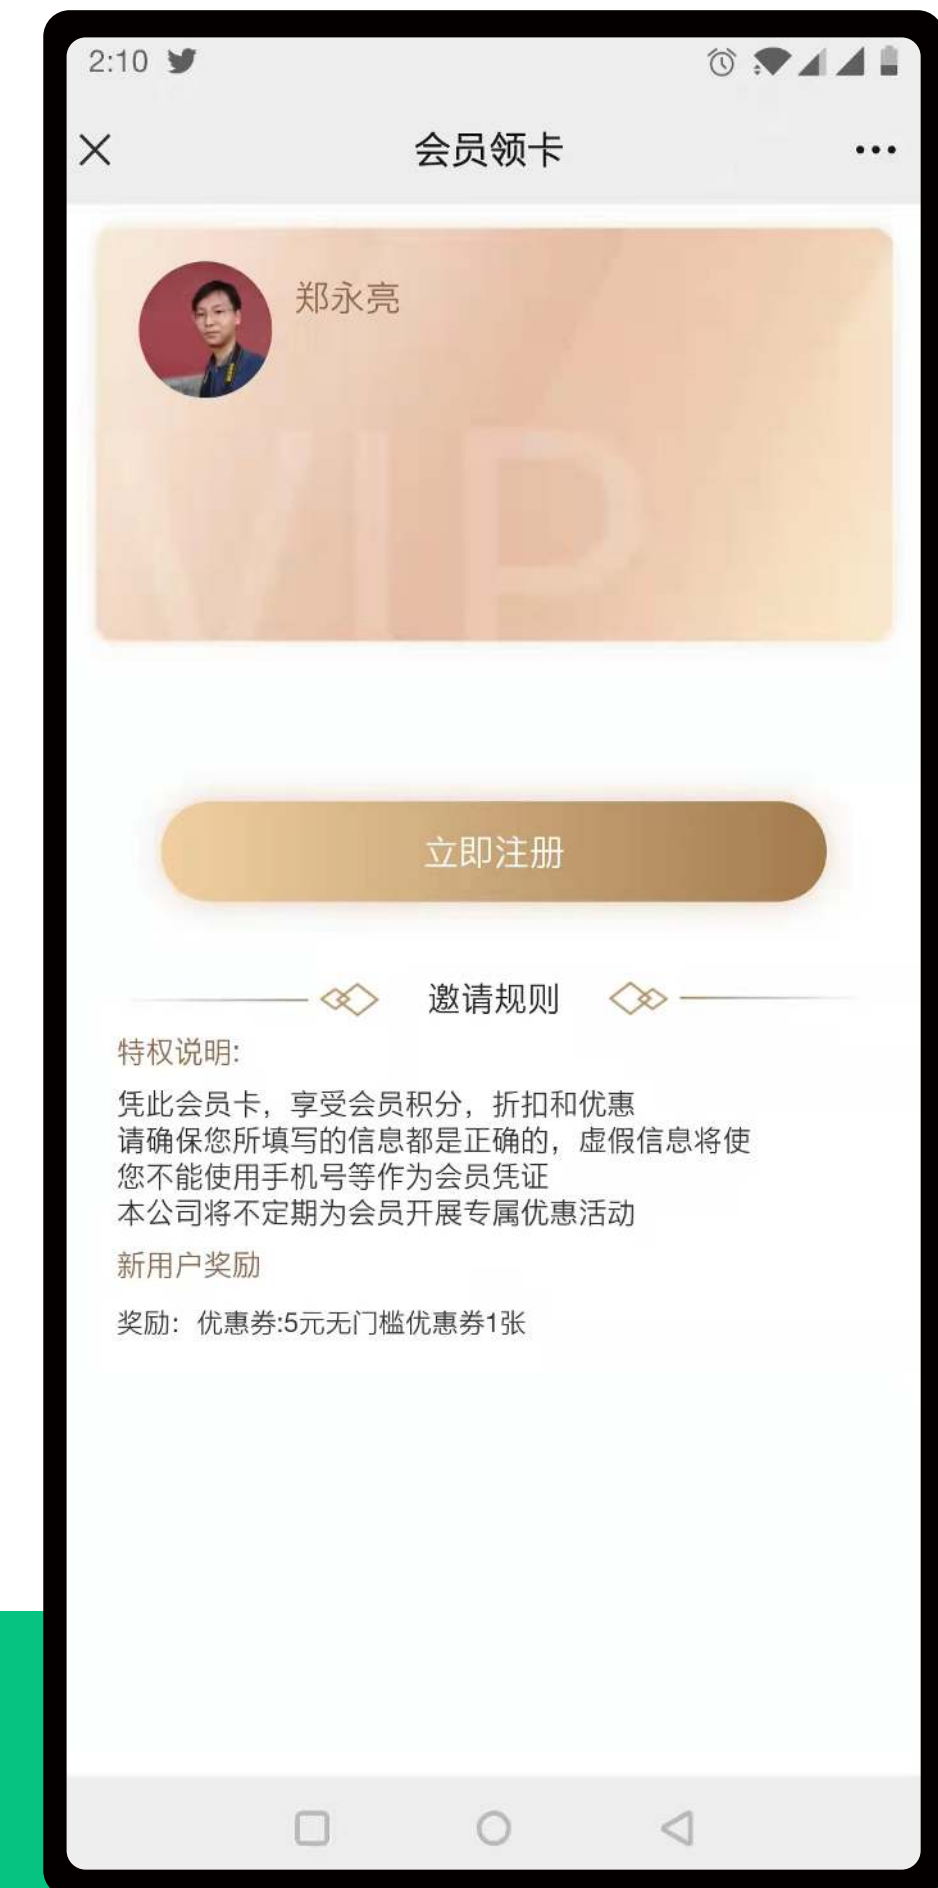 2:10
会员领卡
郑永亮
VIP
立即注册
邀请规则
特权说明:
凭此会员卡，享受会员积分，折扣和优惠
请确保您所填写的信息都是正确的，虚假信息将使
您不能使用手机号等作为会员凭证
本公司将不定期为会员开展专属优惠活动
新用户奖励
奖励：优惠券:5元无门槛优惠券1张